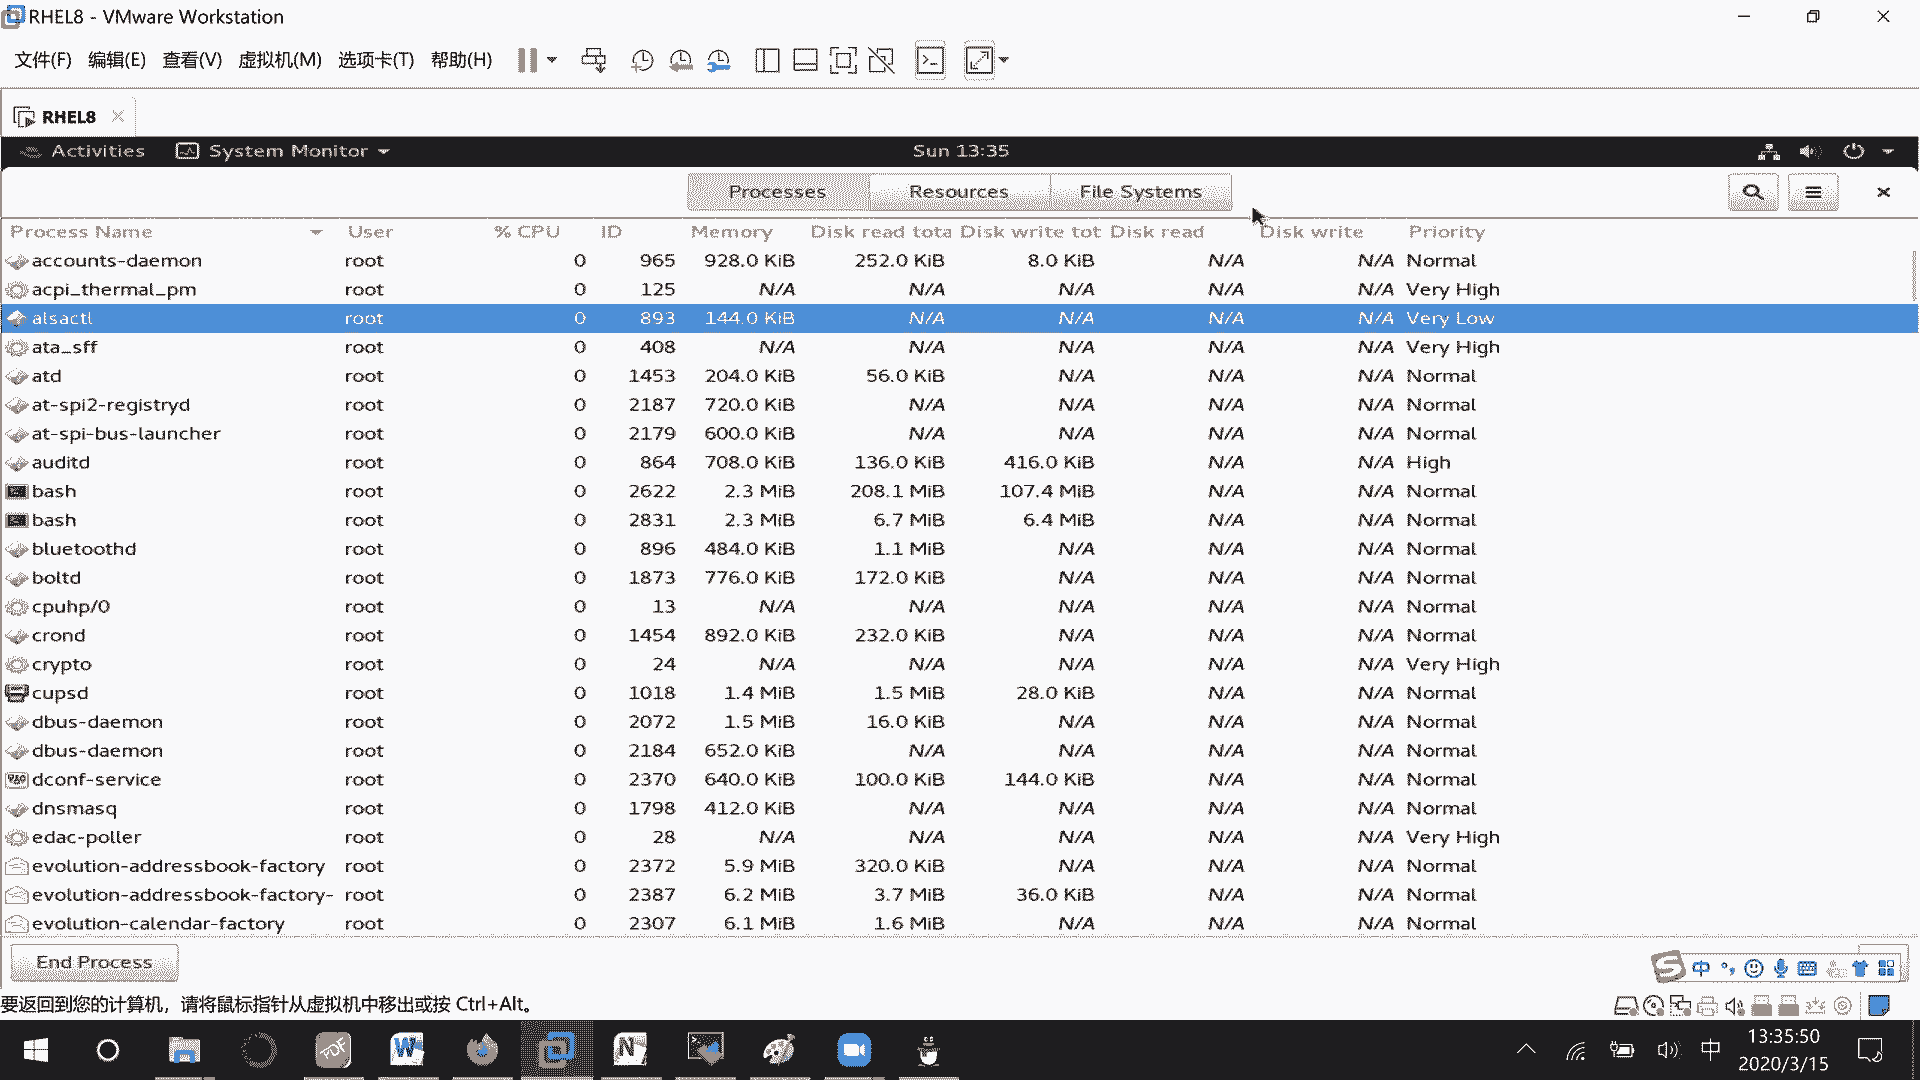 RHEL8 - VMware Workstation
文件(F) 编辑(E) 查看(V) 虚拟机(M) 选项卡(T) 帮助(H)
RHEL8
Activities System Monitor Sun 13:35
Processes Resources File Systems
Process Name User % CPU ID Memory Disk read tota Disk write tot Disk read Disk write Priority
accounts-daemon root 0 965 928.0 KiB 252.0 KiB 8.0 KiB N/A N/A Normal
acpi_thermal_pm root 0 125 N/A N/A N/A N/A N/A Very High
alsactl root 0 893 144.0 KiB N/A N/A N/A N/A Very Low
ata_sff root 0 408 N/A N/A N/A N/A N/A Very High
atd root 0 1453 204.0 KiB 56.0 KiB N/A N/A N/A Normal
at-spi2-registryd root 0 2187 720.0 KiB N/A N/A N/A N/A Normal
at-spi-bus-launcher root 0 2179 600.0 KiB N/A N/A N/A N/A Normal
auditd root 0 864 708.0 KiB 136.0 KiB 416.0 KiB N/A N/A High
bash root 0 2622 2.3 MiB 208.1 MiB 107.4 MiB N/A N/A Normal
bash root 0 2831 2.3 MiB 6.7 MiB 6.4 MiB N/A N/A Normal
bluetoothd root 0 896 484.0 KiB 1.1 MiB N/A N/A N/A Normal
boltd root 0 1873 776.0 KiB 172.0 KiB N/A N/A N/A Normal
cpuhp/0 root 0 13 N/A N/A N/A N/A N/A Normal
crond root 0 1454 892.0 KiB 232.0 KiB N/A N/A N/A Normal
crypto root 0 24 N/A N/A N/A N/A N/A Very High
cupsd root 0 1018 1.4 MiB 1.5 MiB 28.0 KiB N/A N/A Normal
dbus-daemon root 0 2072 1.5 MiB 16.0 KiB N/A N/A N/A Normal
dbus-daemon root 0 2184 652.0 KiB N/A N/A N/A N/A Normal
dconf-service root 0 2370 640.0 KiB 100.0 KiB 144.0 KiB N/A N/A Normal
dnsmasq root 0 1798 412.0 KiB N/A N/A N/A N/A Normal
edac-poller root 0 28 N/A N/A N/A N/A N/A Very High
evolution-addressbook-factory root 0 2372 5.9 MiB 320.0 KiB N/A N/A N/A Normal
evolution-addressbook-factory- root 0 2387 6.2 MiB 3.7 MiB 36.0 KiB N/A N/A Normal
evolution-calendar-factory root 0 2307 6.1 MiB 1.6 MiB N/A N/A N/A Normal
End Process
中
要返回到您的计算机，请将鼠标指针从虚拟机中移出或按 Ctrl+Alt。
PDF
中
13:35:50
2020/3/15